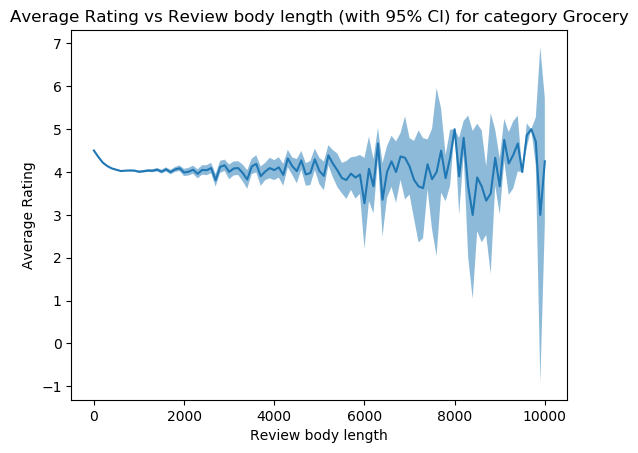 Average Rating vs Review body length (with 95% CI) for category Grocery
7
6
5
4
3
2
1
0
−1
Average Rating
0 2000 4000 6000 8000 10000
Review body length